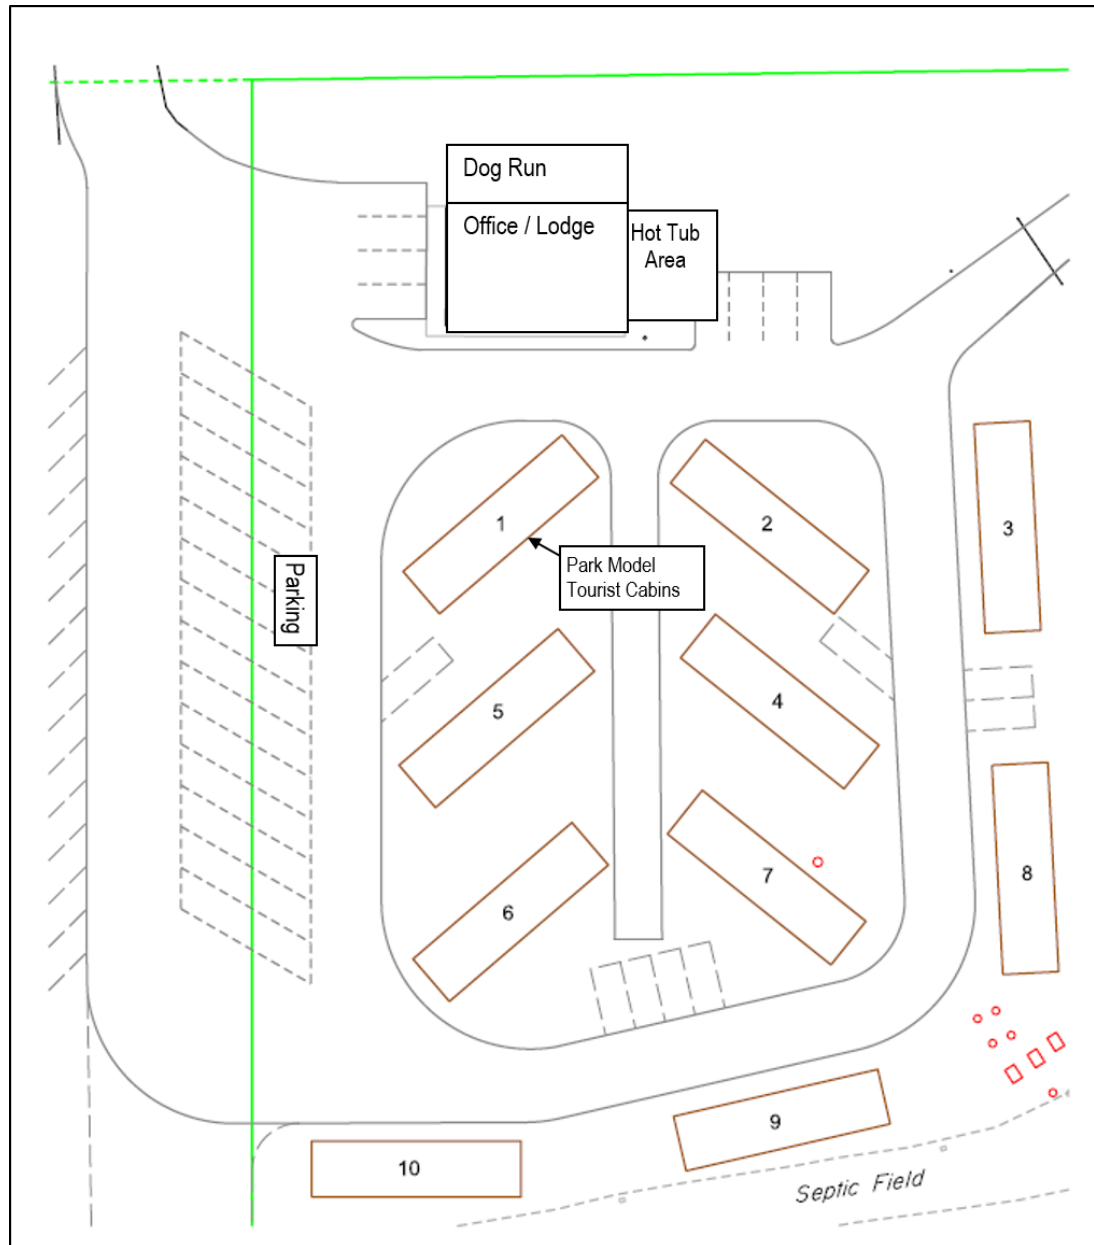 Dog Run
Office / Lodge
Hot Tub
Area
1
2
3
Park Model
Tourist Cabins
Parking
5
4
6
7
8
9
10
Septic Field